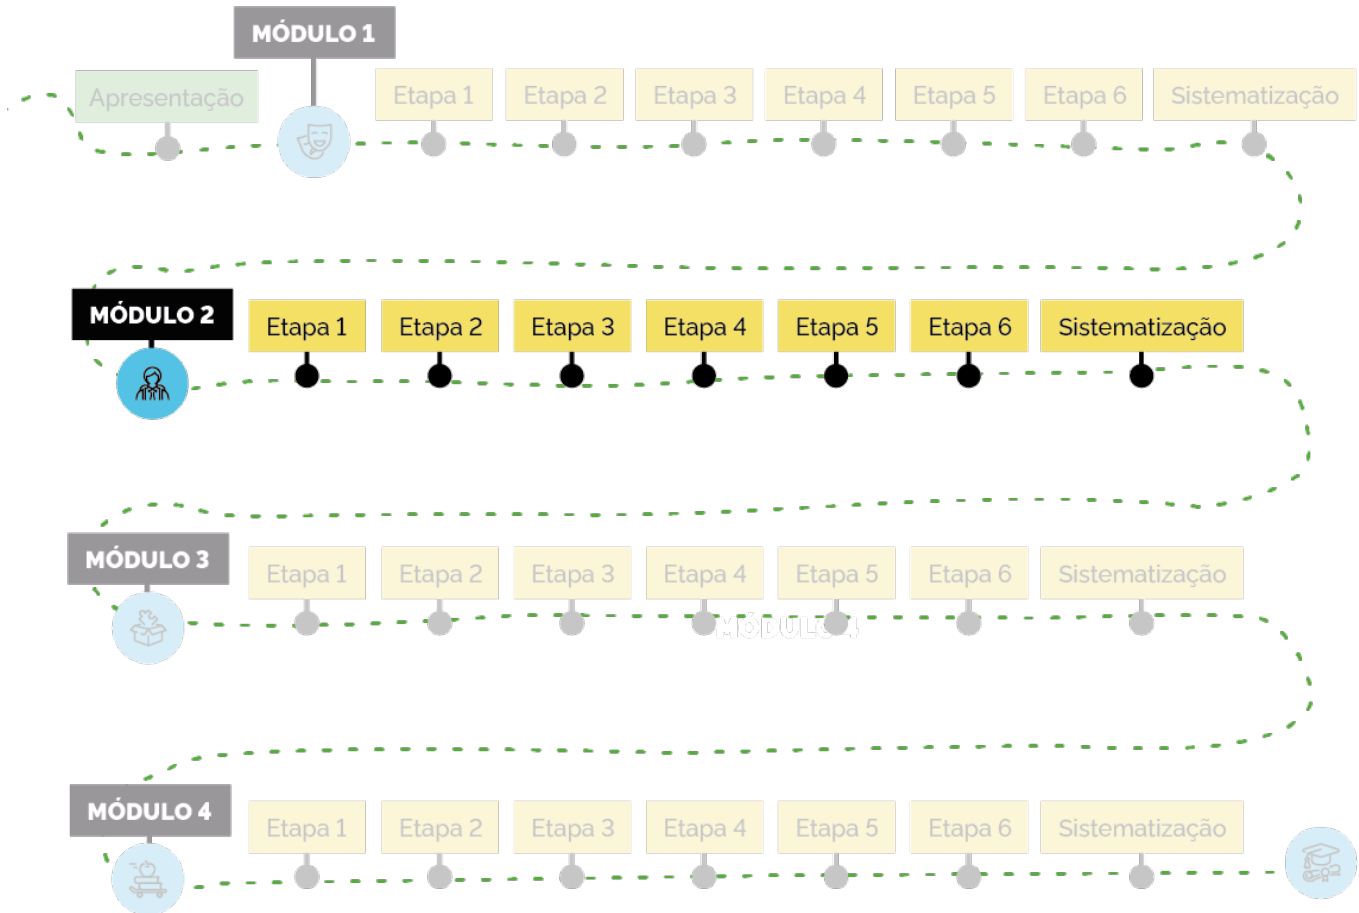 MÓDULO 1
Apresentação
Etapa 1
Etapa 2
Etapa 3
Etapa 4
Etapa 5
Etapa 6
Sistematização
MÓDULO 2
Etapa 1
Etapa 2
Etapa 3
Etapa 4
Etapa 5
Etapa 6
Sistematização
MÓDULO 3
Etapa 1
Etapa 2
Etapa 3
Etapa 4
Etapa 5
Etapa 6
Sistematização
MÓDULO 4
MÓDULO 4
Etapa 1
Etapa 2
Etapa 3
Etapa 4
Etapa 5
Etapa 6
Sistematização